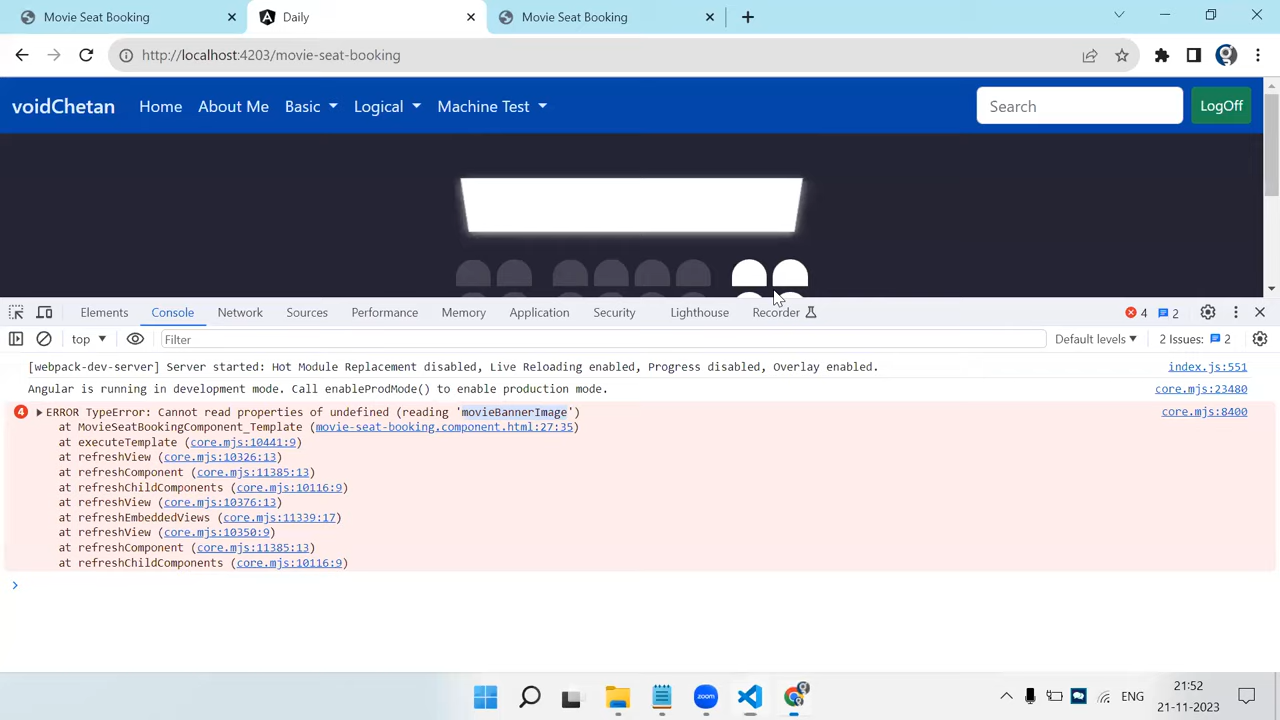 Movie Seat Booking
Daily
Movie Seat Booking
http://localhost:4203/movie-seat-booking
voidChetan Home About Me Basic Logical Machine Test Search LogOff
Elements Console Network Sources Performance Memory Application Security Lighthouse Recorder 4 2
top Filter Default levels 2 Issues: 2
[webpack-dev-server] Server started: Hot Module Replacement disabled, Live Reloading enabled, Progress disabled, Overlay enabled. index.js:551
Angular is running in development mode. Call enableProdMode() to enable production mode. core.mjs:23480
4 ERROR TypeError: Cannot read properties of undefined (reading 'movieBannerImage') core.mjs:8400
at MovieSeatBookingComponent_Template (movie-seat-booking.component.html:27:35)
at executeTemplate (core.mjs:10441:9)
at refreshView (core.mjs:10326:13)
at refreshComponent (core.mjs:11385:13)
at refreshChildComponents (core.mjs:10116:9)
at refreshView (core.mjs:10376:13)
at refreshEmbeddedViews (core.mjs:11339:17)
at refreshView (core.mjs:10350:9)
at refreshComponent (core.mjs:11385:13)
at refreshChildComponents (core.mjs:10116:9)
zoom
ENG
21:52
21-11-2023